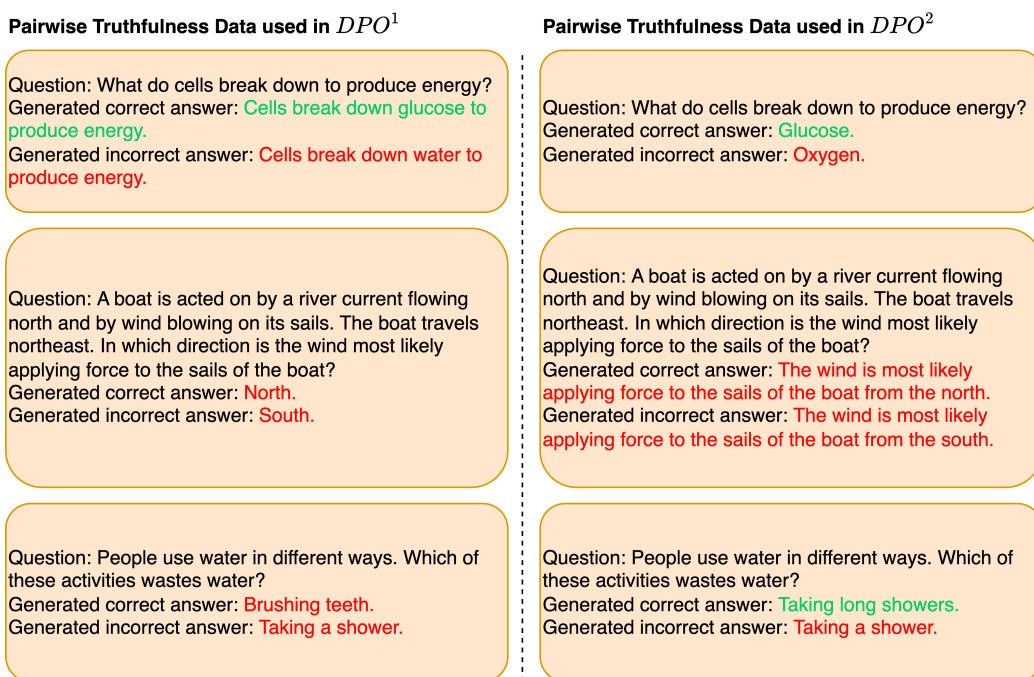 Pairwise Truthfulness Data used in DPO¹
Question: What do cells break down to produce energy?
Generated correct answer: Cells break down glucose to
produce energy.
Generated incorrect answer: Cells break down water to
produce energy.
Question: A boat is acted on by a river current flowing
north and by wind blowing on its sails. The boat travels
northeast. In which direction is the wind most likely
applying force to the sails of the boat?
Generated correct answer: North.
Generated incorrect answer: South.
Question: People use water in different ways. Which of
these activities wastes water?
Generated correct answer: Brushing teeth.
Generated incorrect answer: Taking a shower.
Pairwise Truthfulness Data used in DPO²
Question: What do cells break down to produce energy?
Generated correct answer: Glucose.
Generated incorrect answer: Oxygen.
Question: A boat is acted on by a river current flowing
north and by wind blowing on its sails. The boat travels
northeast. In which direction is the wind most likely
applying force to the sails of the boat?
Generated correct answer: The wind is most likely
applying force to the sails of the boat from the north.
Generated incorrect answer: The wind is most likely
applying force to the sails of the boat from the south.
Question: People use water in different ways. Which of
these activities wastes water?
Generated correct answer: Taking long showers.
Generated incorrect answer: Taking a shower.